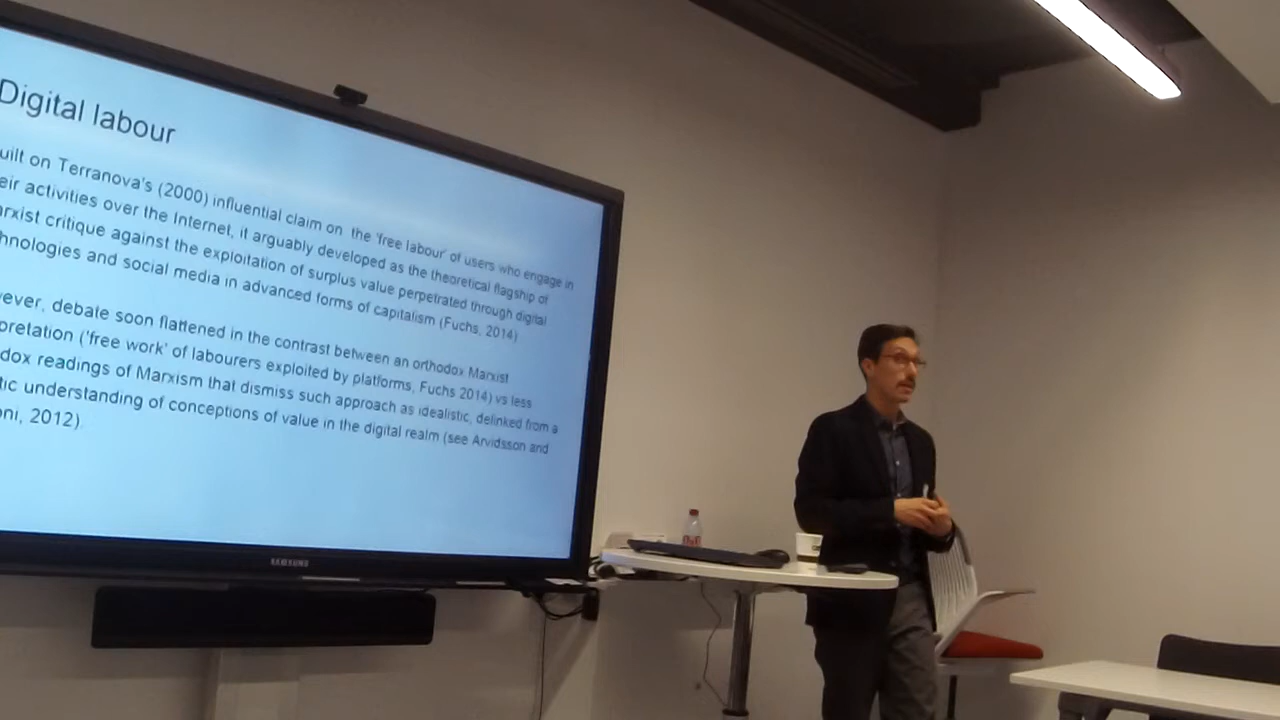 Digital labour
uilt on Terranova's (2000) influential claim on the 'free labour' of users who engage in
eir activities over the Internet, it arguably developed as the theoretical flagship of
arxist critique against the exploitation of surplus value perpetrated through digital
hnologies and social media in advanced forms of capitalism (Fuchs, 2014)
ever, debate soon flattened in the contrast between an orthodox Marxist
pretation ('free work' of labourers exploited by platforms, Fuchs 2014) vs less
dox readings of Marxism that dismiss such approach as idealistic, delinked from a
tic understanding of conceptions of value in the digital realm (see Arvidsson and
oni, 2012).
SAMSUNG